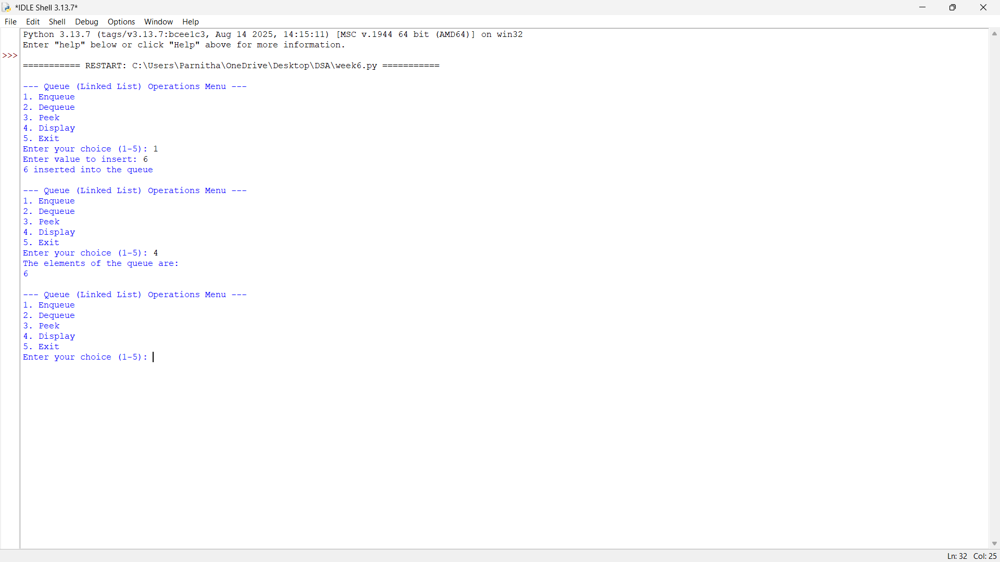 *IDLE Shell 3.13.7*
File Edit Shell Debug Options Window Help
Python 3.13.7 (tags/v3.13.7:bcee1c3, Aug 14 2025, 14:15:11) [MSC v.1944 64 bit (AMD64)] on win32
Enter "help" below or click "Help" above for more information.
>>>
=========== RESTART: C:\Users\Parnitha\OneDrive\Desktop\DSA\week6.py ===========
--- Queue (Linked List) Operations Menu ---
1. Enqueue
2. Dequeue
3. Peek
4. Display
5. Exit
Enter your choice (1-5): 1
Enter value to insert: 6
6 inserted into the queue
--- Queue (Linked List) Operations Menu ---
1. Enqueue
2. Dequeue
3. Peek
4. Display
5. Exit
Enter your choice (1-5): 4
The elements of the queue are:
6
--- Queue (Linked List) Operations Menu ---
1. Enqueue
2. Dequeue
3. Peek
4. Display
5. Exit
Enter your choice (1-5):
Ln: 32 Col: 25